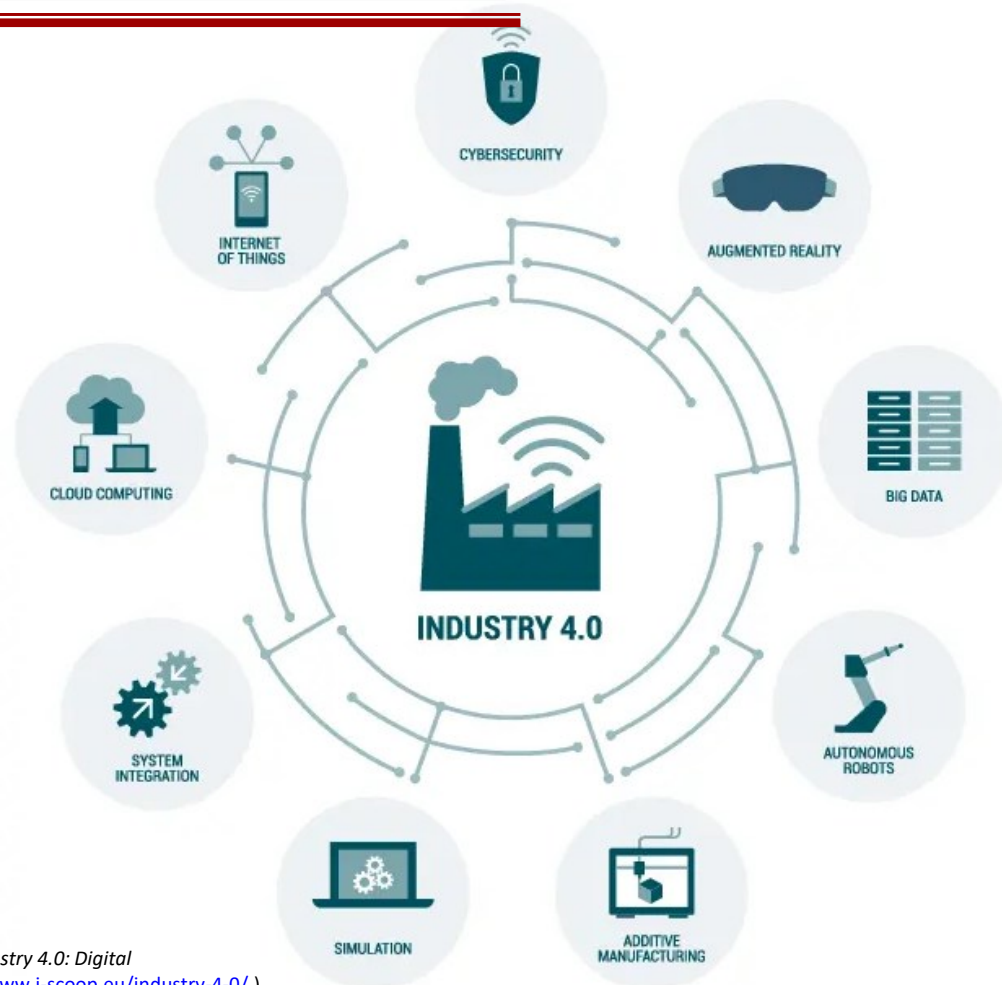 CYBERSECURITY
AUGMENTED REALITY
INTERNET
OF THINGS
BIG DATA
CLOUD COMPUTING
INDUSTRY 4.0
AUTONOMOUS
ROBOTS
SYSTEM
INTEGRATION
SIMULATION
ADDITIVE
MANUFACTURING
4.0: Digital